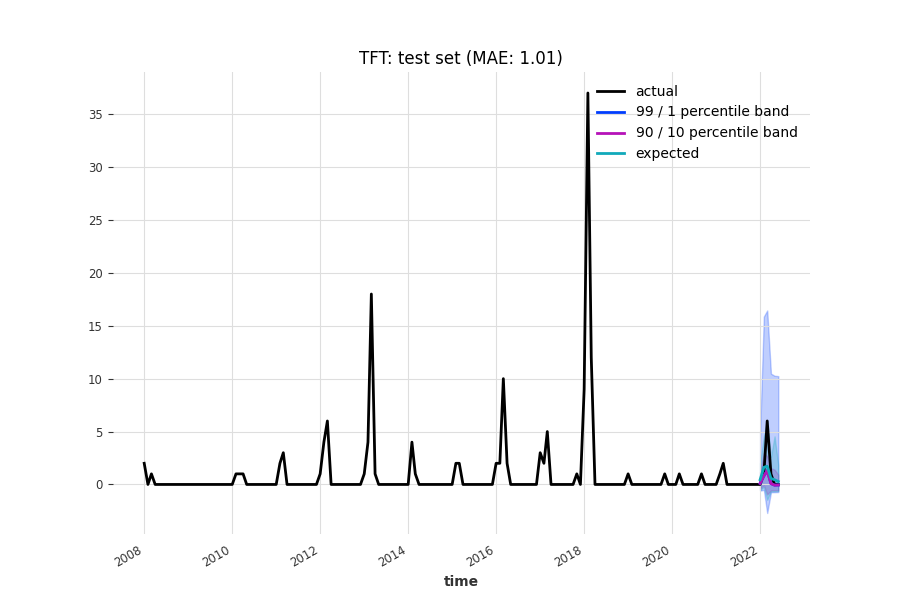 TFT: test set (MAE: 1.01)
actual
99 / 1 percentile band
90 / 10 percentile band
expected
35
30
25
20
15
10
5
0
2008
2010
2012
2014
2016
2018
2020
2022
time